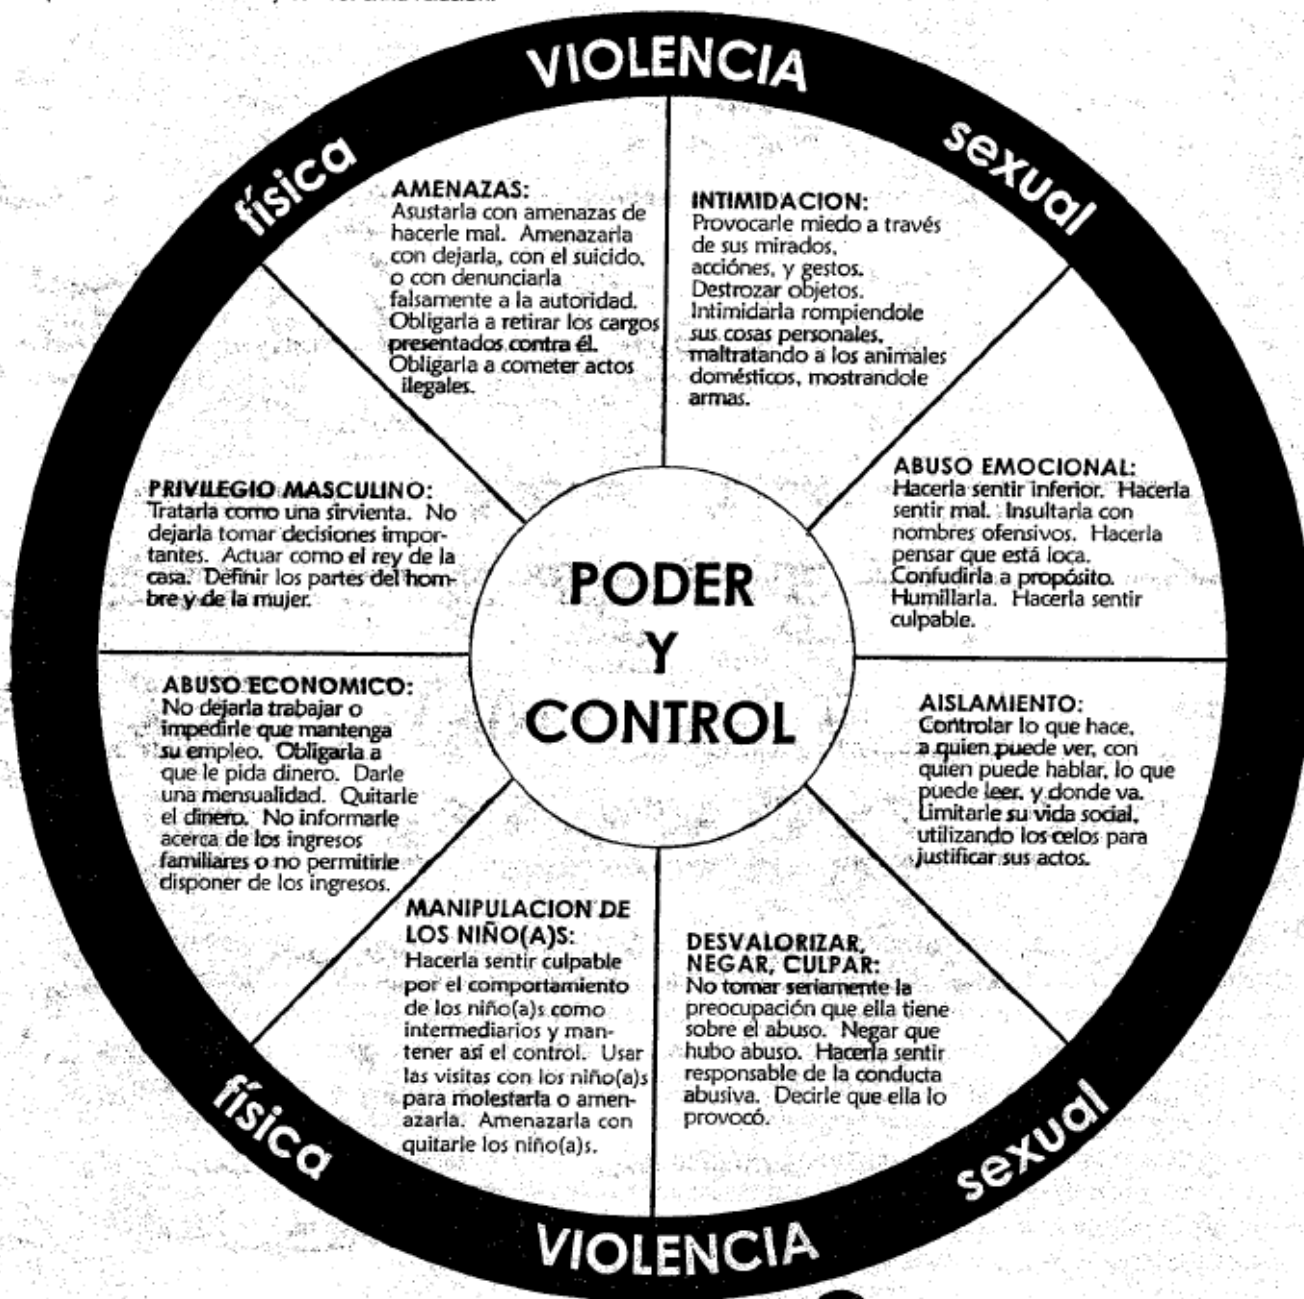 VIOLENCIA
física
sexual
AMENAZAS:
Asustarla con amenazas de
hacerle mal. Amenazarla
con dejarla, con el suicido,
o con denunciarla
falsamente a la autoridad.
Obligarla a retirar los cargos
presentados contra él.
Obligarla a cometer actos
ilegales.
INTIMIDACION:
Provocarle miedo a través
de sus mirados,
acciónes, y gestos.
Destrozar objetos.
Intimidarla rompiendole
sus cosas personales,
maltratando a los animales
domésticos, mostrandole
armas.
PRIVILEGIO MASCULINO:
Tratarla como una sirvienta. No
dejarla tomar decisiones impor-
tantes. Actuar como el rey de la
casa. Definir los partes del hom-
bre y de la mujer.
ABUSO EMOCIONAL:
Hacerla sentir inferior. Hacerla
sentir mal. Insultarla con
nombres ofensivos. Hacerla
pensar que está loca.
Confudirla a propósito.
Humillarla. Hacerla sentir
culpable.
PODER
Y
CONTROL
ABUSO ECONOMICO:
No dejarla trabajar o
impedirle que mantenga
su empleo. Obligarla a
que le pida dinero. Darle
una mensualidad. Quitarle
el dinero. No informarle
acerca de los ingresos
familiares o no permitirle
disponer de los ingresos.
AISLAMIENTO:
Controlar lo que hace,
a quien puede ver, con
quien puede hablar, lo que
puede leer, y donde va.
Limitarle su vida social,
utilizando los celos para
justificar sus actos.
MANIPULACION DE
LOS NIÑO(A)S:
Hacerla sentir culpable
por el comportamiento
de los niño(a)s como
intermediarios y man-
tener así el control. Usar
las visitas con los niño(a)s
para molestarla o amen-
azarla. Amenazarla con
quitarle los niño(a)s.
DESVALORIZAR,
NEGAR, CULPAR:
No tomar seriamente la
preocupación que ella tiene
sobre el abuso. Negar que
hubo abuso. Hacerla sentir
responsable de la conducta
abusiva. Decirle que ella lo
provocó.
física
sexual
VIOLENCIA